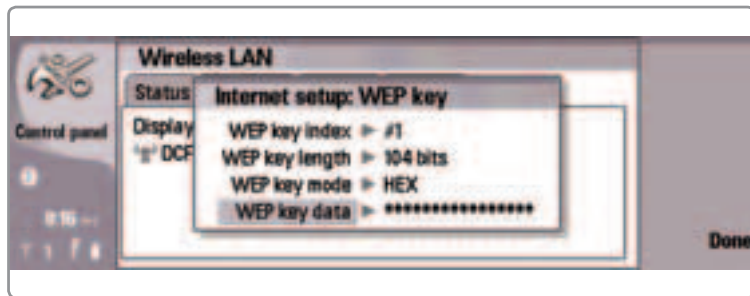 Wireless LAN
Status
Internet setup: WEP key
Control panel
Display
DCF
WEP key index #1
WEP key length 104 bits
WEP key mode HEX
WEP key data ****************
Done